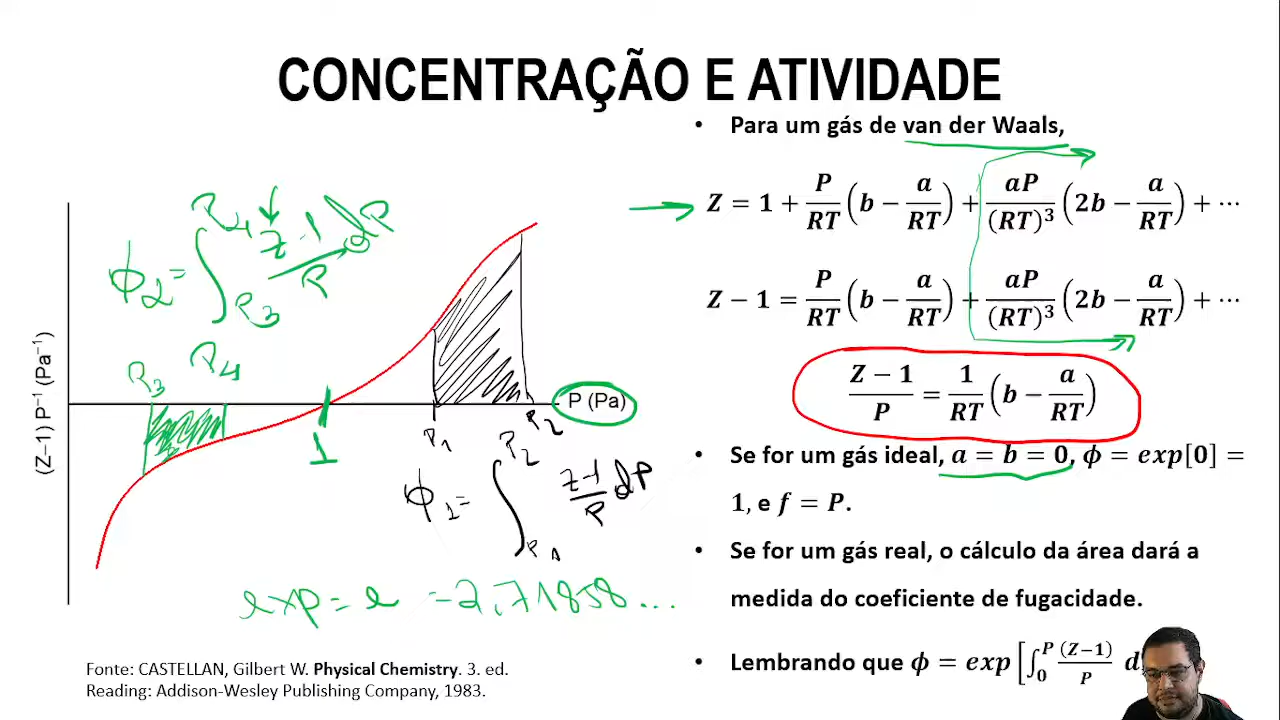 CONCENTRAÇÃO E ATIVIDADE
• Para um gás de van der Waals,
Z = 1 + P/RT (b − a/RT) + aP/(RT)³ (2b − a/RT) + ⋯
Z − 1 = P/RT (b − a/RT) + aP/(RT)³ (2b − a/RT) + ⋯
(Z − 1)/P = 1/RT (b − a/RT)
• Se for um gás ideal, a = b = 0, ϕ = exp[0] =
1, e f = P.
• Se for um gás real, o cálculo da área dará a
medida do coeficiente de fugacidade.
• Lembrando que ϕ = exp [∫₀ᴾ (Z−1)/P d
(Z–1) P⁻¹ (Pa⁻¹)
P (Pa)
ϕ₂ = ∫ P₃ P₄ (z-1)/P dP
P₃ P₄
1
P₁ P₂
ϕ₁ = ∫ P₁ P₂ (z-1)/P dP
exp = e = 2,71858...
Fonte: CASTELLAN, Gilbert W. Physical Chemistry. 3. ed.
Reading: Addison-Wesley Publishing Company, 1983.